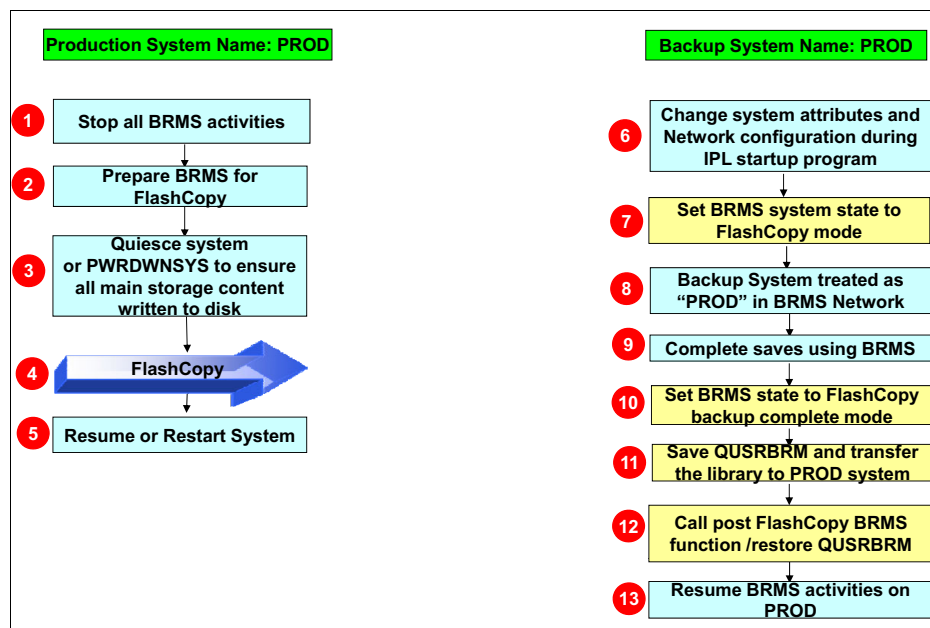 Production System Name: PROD
1
Stop all BRMS activities
2
Prepare BRMS for
FlashCopy
3
Quiesce system
or PWRDWNSYS to ensure
all main storage content
written to disk
4
FlashCopy
5
Resume or Restart System
Backup System Name: PROD
6
Change system attributes and
Network configuration during
IPL startup program
7
Set BRMS system state to
FlashCopy mode
8
Backup System treated as
“PROD” in BRMS Network
9
Complete saves using BRMS
10
Set BRMS state to FlashCopy
backup complete mode
11
Save QUSRBRM and transfer
the library to PROD system
12
Call post FlashCopy BRMS
function /restore QUSRBRM
13
Resume BRMS activities on
PROD